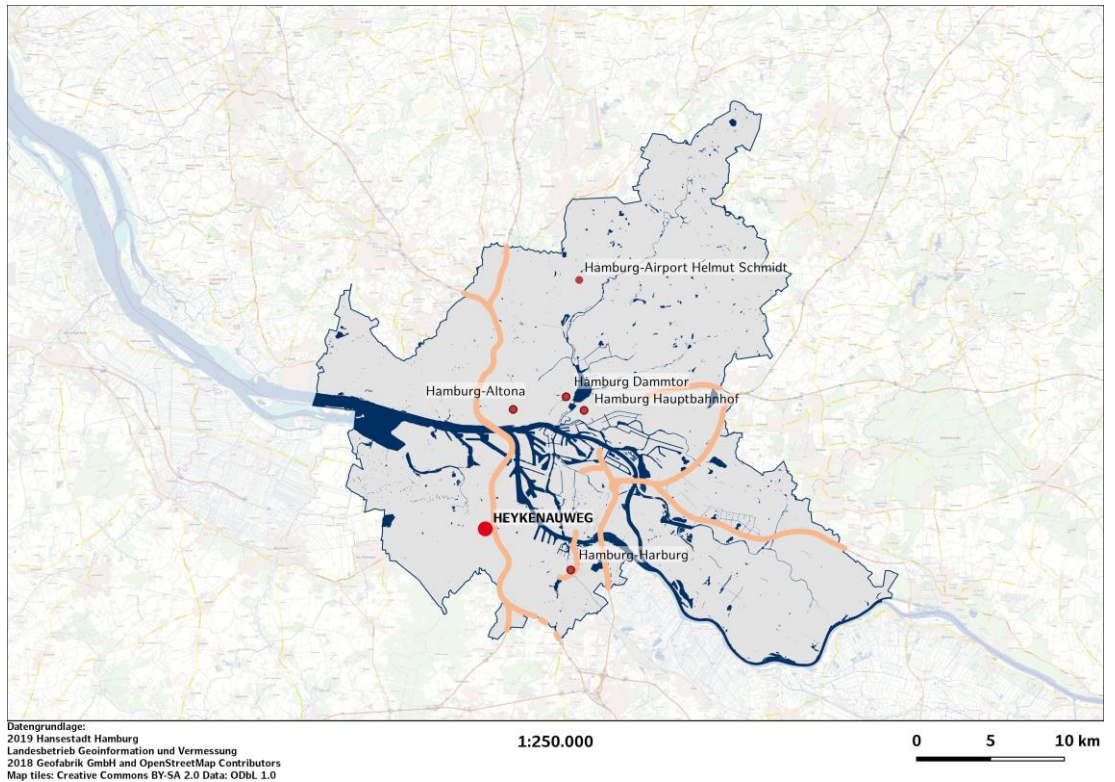 Hamburg-Airport Helmut Schmidt
Hamburg Dammtor
Hamburg-Altona
Hamburg Hauptbahnhof
HEYKENAUWEG
Hamburg-Harburg
Datengrundlage:
2019 Hansestadt Hamburg
Landesbetrieb Geoinformation und Vermessung
2018 Geofabrik GmbH and OpenStreetMap Contributors
Map tiles: Creative Commons BY-SA 2.0 Data: ODbL 1.0
1:250.000
0 5 10 km